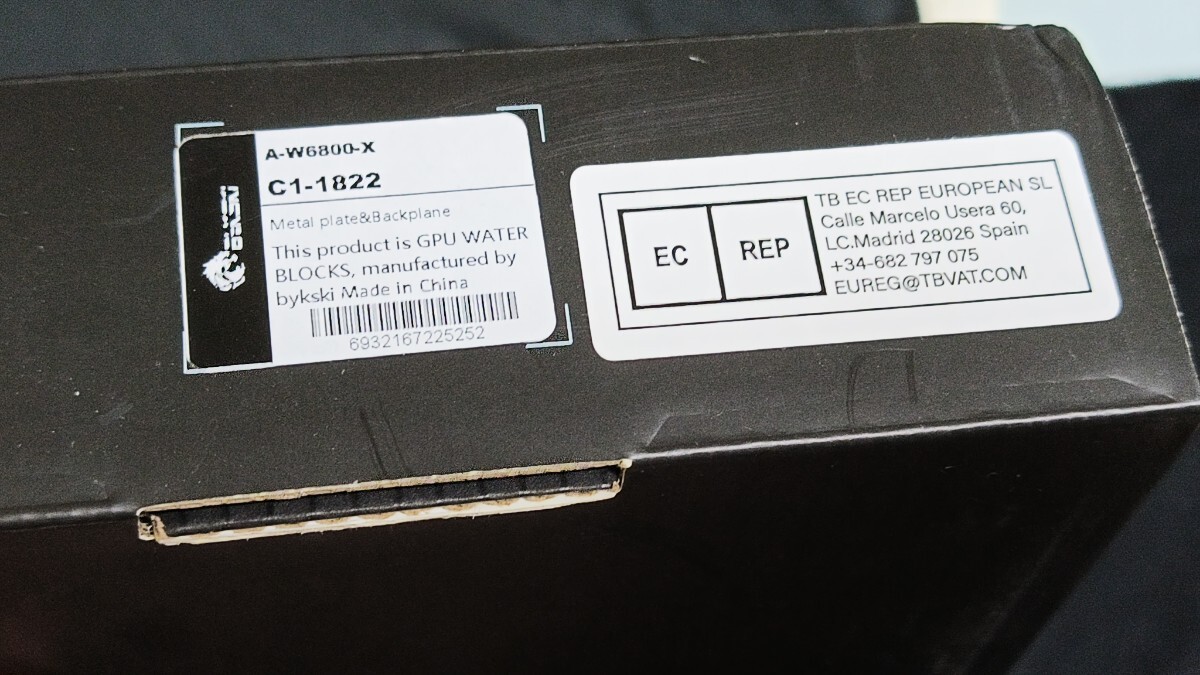 A-W6800-X
C1-1822
Metal plate&Backplane
This product is GPU WATER
BLOCKS, manufactured by
bykski Made in China
6932167225252
EC
REP
TB EC REP EUROPEAN SL
Calle Marcelo Usera 60,
LC.Madrid 28026 Spain
+34-682 797 075
EUREG@TBVAT.COM